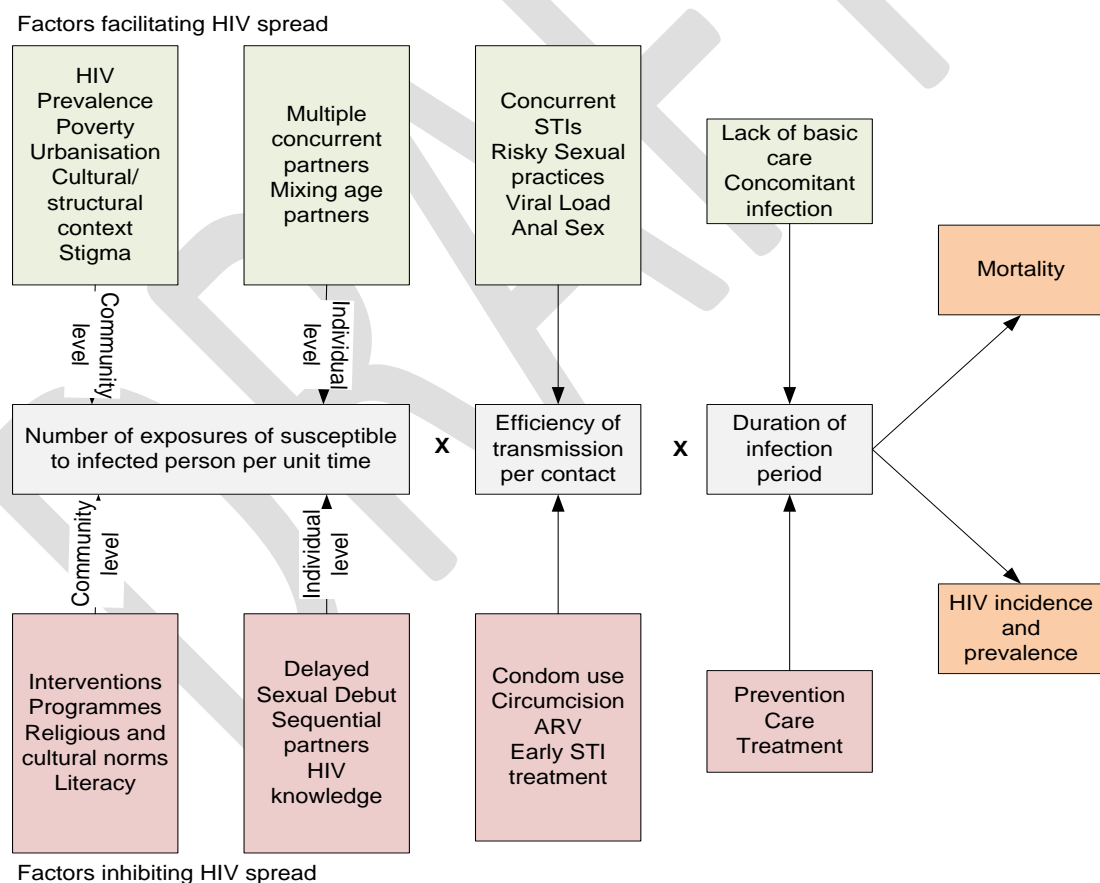 Factors facilitating HIV spread
HIV
Prevalence
Poverty
Urbanisation
Cultural/
structural
context
Stigma
Multiple
concurrent
partners
Mixing age
partners
Concurrent
STIs
Risky Sexual
practices
Viral Load
Anal Sex
Lack of basic
care
Concomitant
infection
Mortality
Community
level
Individual
level
Number of exposures of susceptible
to infected person per unit time
X
Efficiency of
transmission
per contact
X
Duration of
infection
period
Community
level
Individual
level
HIV incidence
and
prevalence
Interventions
Programmes
Religious and
cultural norms
Literacy
Delayed
Sexual Debut
Sequential
partners
HIV
knowledge
Condom use
Circumcision
ARV
Early STI
treatment
Prevention
Care
Treatment
Factors inhibiting HIV spread
DRAFT